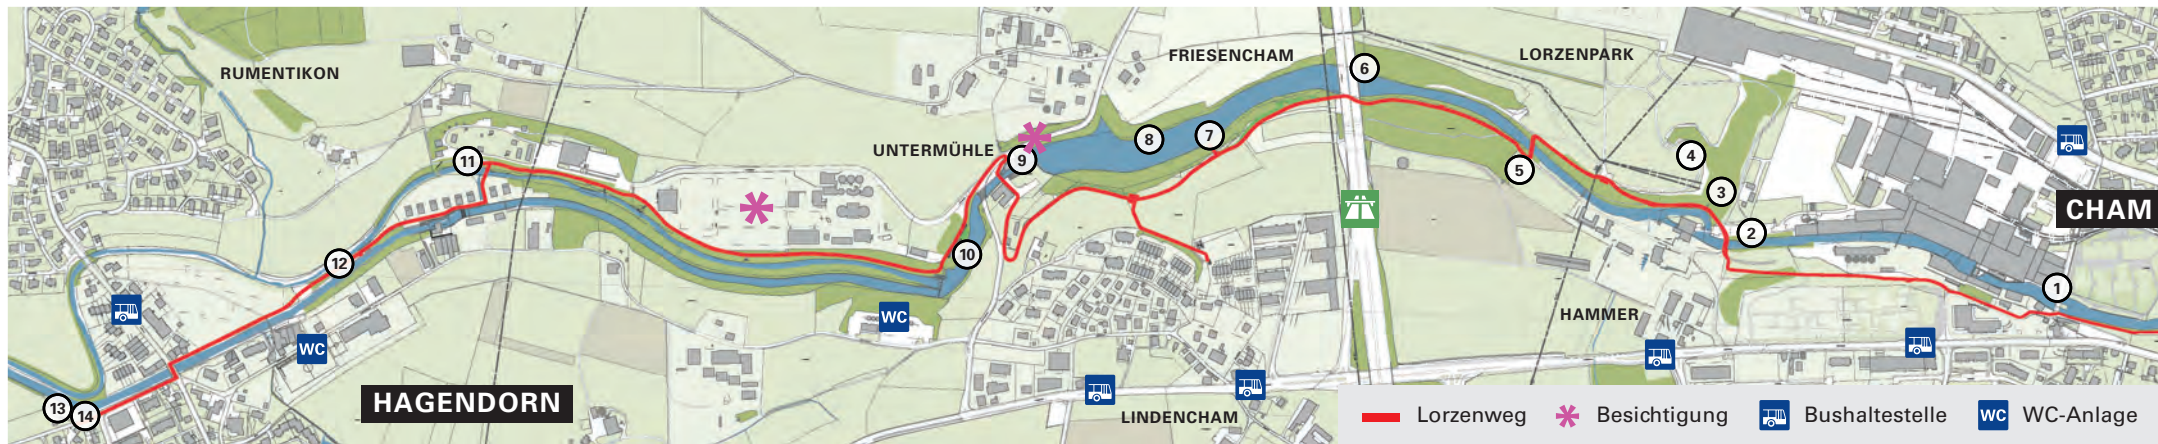 RUMENTIKON
FRIESENCHAM
LORZENPARK
UNTERMÜHLE
CHAM
HAMMER
HAGENDORN
LINDENCHAM
1
2
3
4
5
6
7
8
9
10
11
12
13
14
WC
WC
Lorzenweg
Besichtigung
Bushaltestelle
WC WC-Anlage